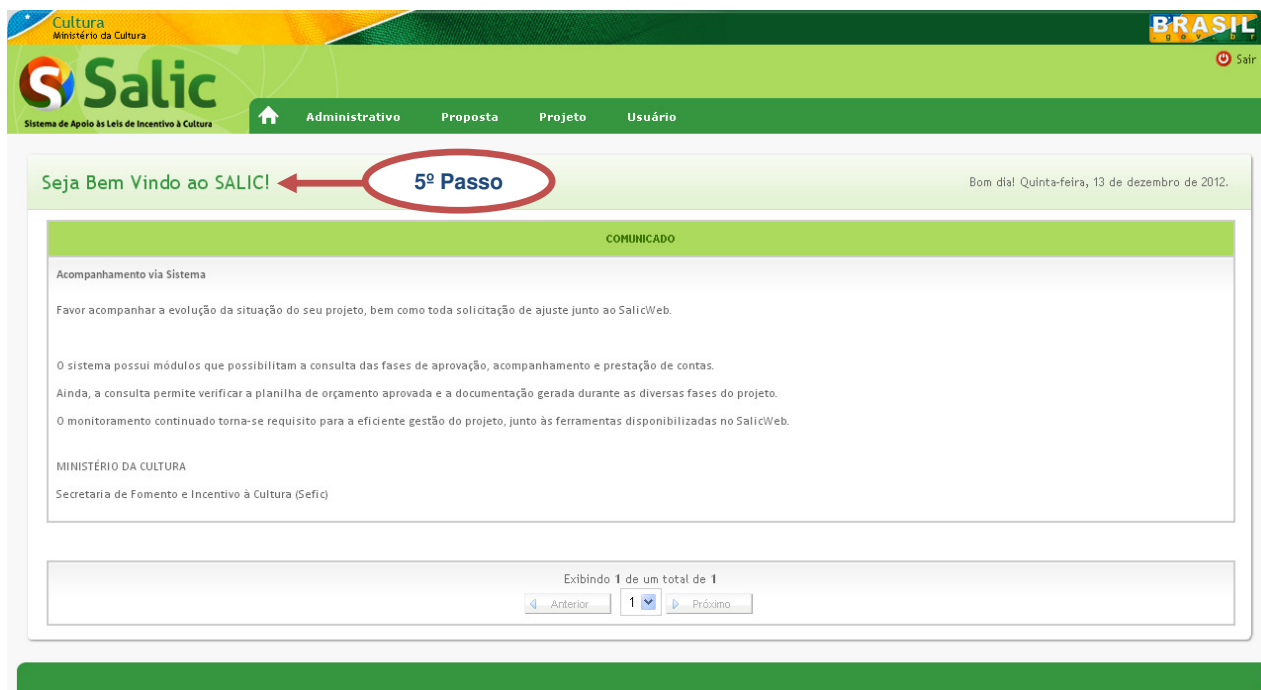 Cultura
Ministério da Cultura
BRASIL
.gov.br
Sair
Salic
Sistema de Apoio às Leis de Incentivo à Cultura
Administrativo Proposta Projeto Usuário
Seja Bem Vindo ao SALIC! 5º Passo Bom dia! Quinta-feira, 13 de dezembro de 2012.
COMUNICADO
Acompanhamento via Sistema
Favor acompanhar a evolução da situação do seu projeto, bem como toda solicitação de ajuste junto ao SalicWeb.
O sistema possui módulos que possibilitam a consulta das fases de aprovação, acompanhamento e prestação de contas.
Ainda, a consulta permite verificar a planilha de orçamento aprovada e a documentação gerada durante as diversas fases do projeto.
O monitoramento continuado torna-se requisito para a eficiente gestão do projeto, junto às ferramentas disponibilizadas no SalicWeb.
MINISTÉRIO DA CULTURA
Secretaria de Fomento e Incentivo à Cultura (Sefic)
Exibindo 1 de um total de 1
Anterior 1 Próximo